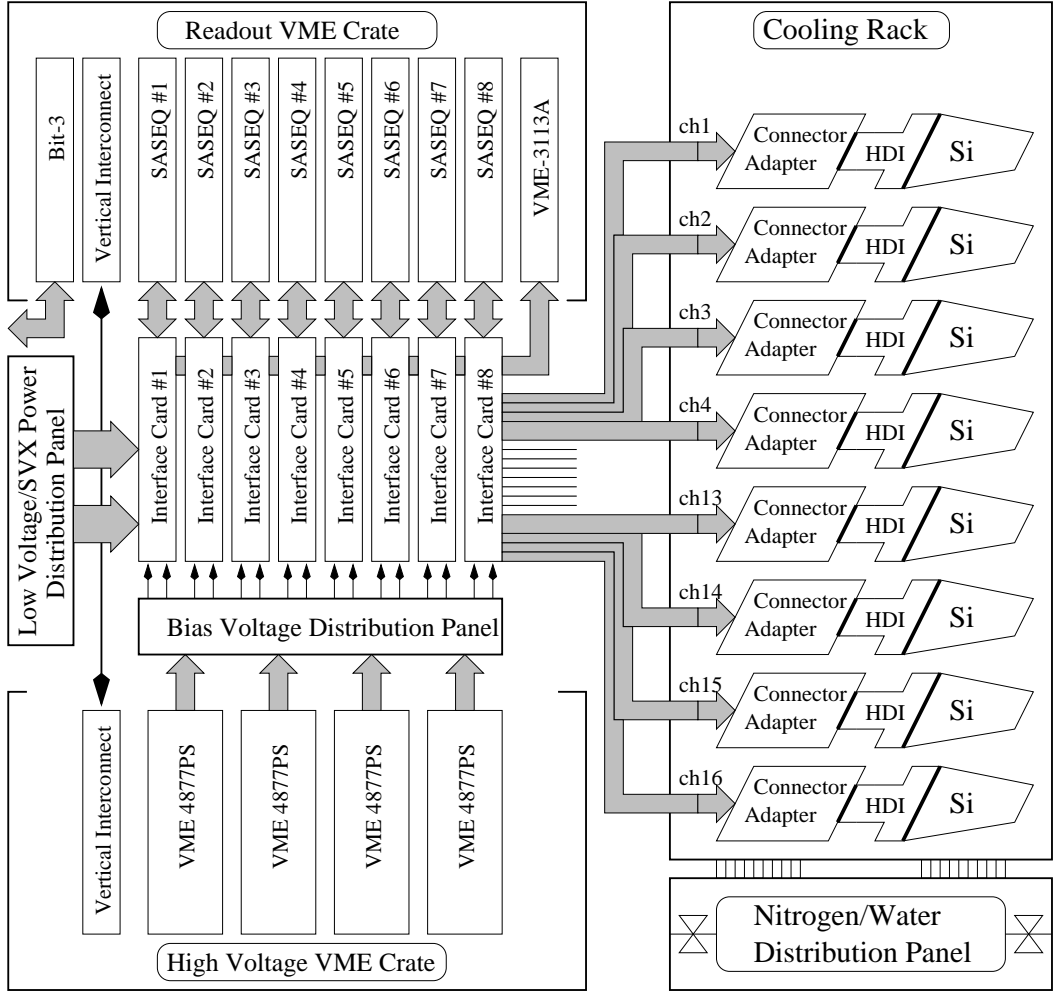 Readout VME Crate
Bit-3
Vertical Interconnect
SASEQ #1
SASEQ #2
SASEQ #3
SASEQ #4
SASEQ #5
SASEQ #6
SASEQ #7
SASEQ #8
VME-3113A
Low Voltage/SVX Power
Distribution Panel
Interface Card #1
Interface Card #2
Interface Card #3
Interface Card #4
Interface Card #5
Interface Card #6
Interface Card #7
Interface Card #8
Bias Voltage Distribution Panel
Vertical Interconnect
VME 4877PS
VME 4877PS
VME 4877PS
VME 4877PS
High Voltage VME Crate
Cooling Rack
ch1
Connector
Adapter
HDI
Si
ch2
Connector
Adapter
HDI
Si
ch3
Connector
Adapter
HDI
Si
ch4
Connector
Adapter
HDI
Si
ch13
Connector
Adapter
HDI
Si
ch14
Connector
Adapter
HDI
Si
ch15
Connector
Adapter
HDI
Si
ch16
Connector
Adapter
HDI
Si
Nitrogen/Water
Distribution Panel